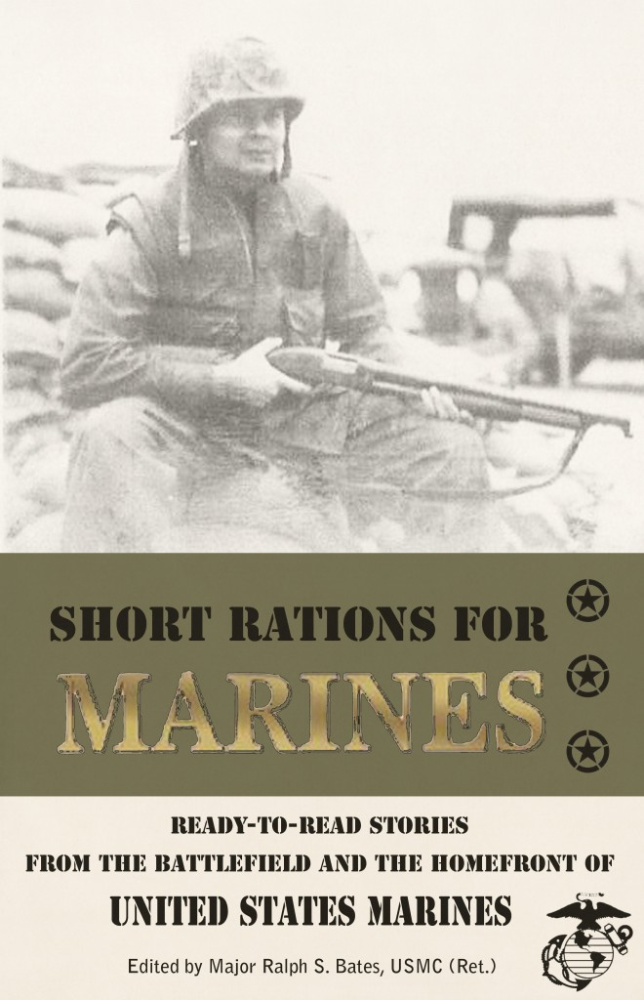 SHORT RATIONS FOR
MARINES
READY-TO-READ STORIES
FROM THE BATTLEFIELD AND THE HOMEFRONT OF
UNITED STATES MARINES
Edited by Major Ralph S. Bates, USMC (Ret.)